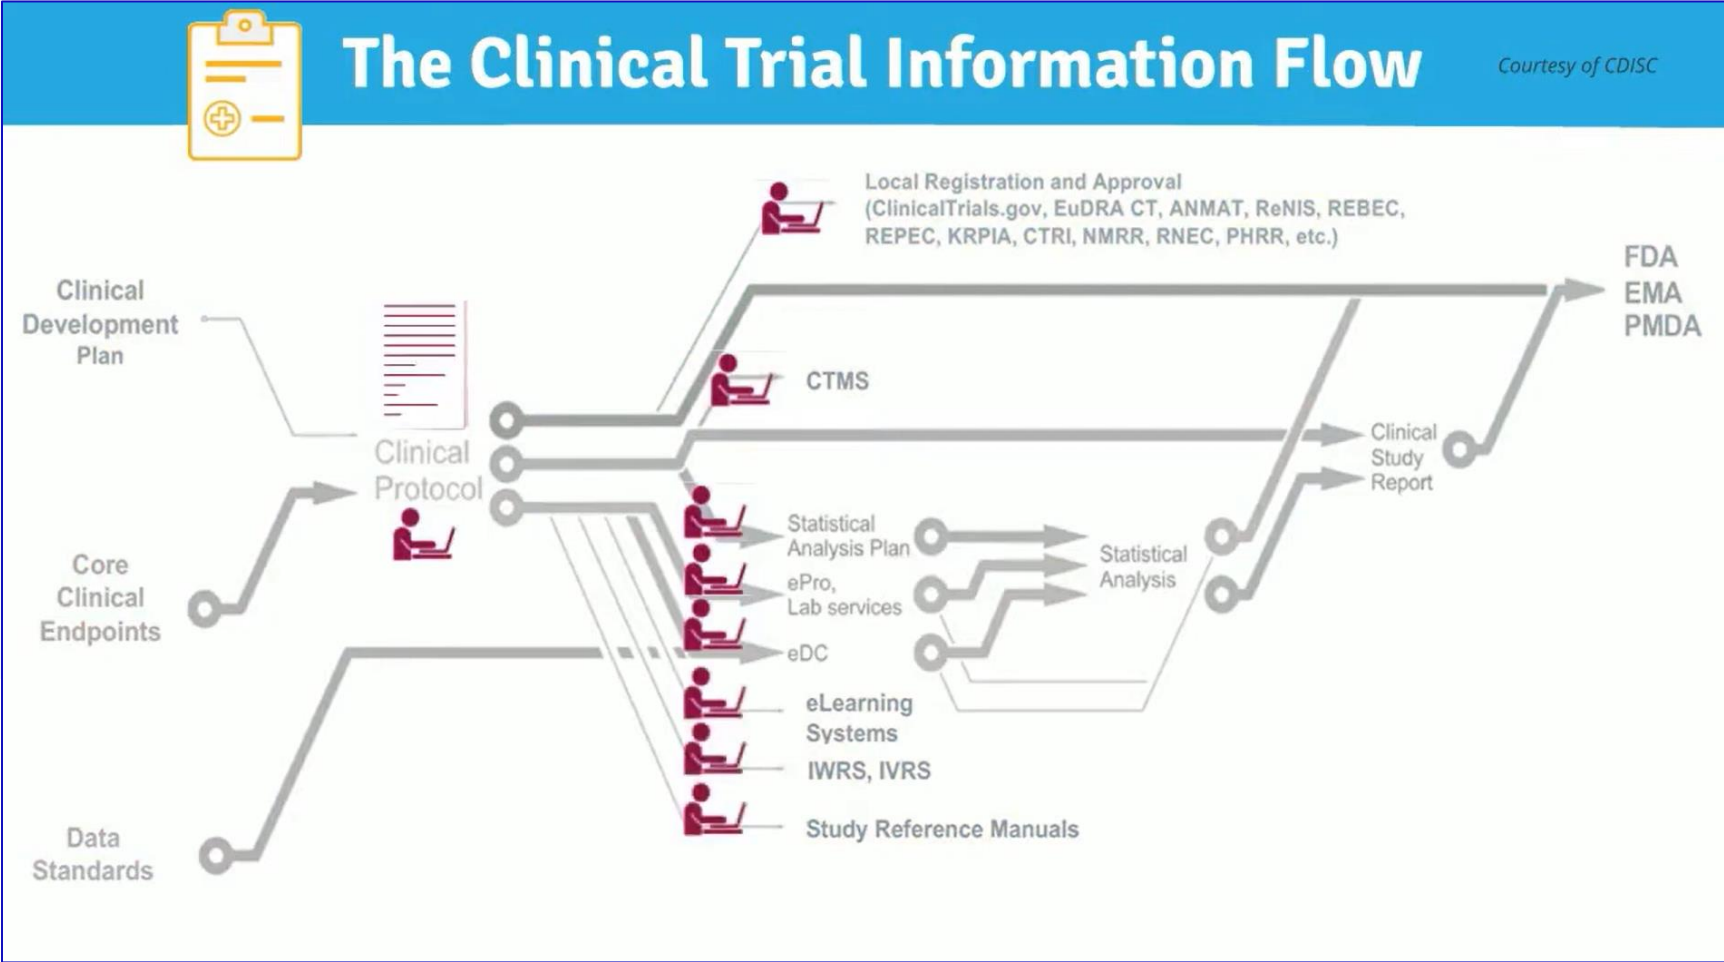 The Clinical Trial Information Flow
Courtesy of CDISC
Local Registration and Approval
(ClinicalTrials.gov, EuDRA CT, ANMAT, ReNIS, REBEC,
REPEC, KRPIA, CTRI, NMRR, RNEC, PHRR, etc.)
FDA
EMA
PMDA
Clinical
Development
Plan
CTMS
Clinical
Protocol
Clinical
Study
Report
Statistical
Analysis Plan
Statistical
Analysis
ePro,
Lab services
Core
Clinical
Endpoints
eDC
eLearning
Systems
IWRS, IVRS
Study Reference Manuals
Data
Standards